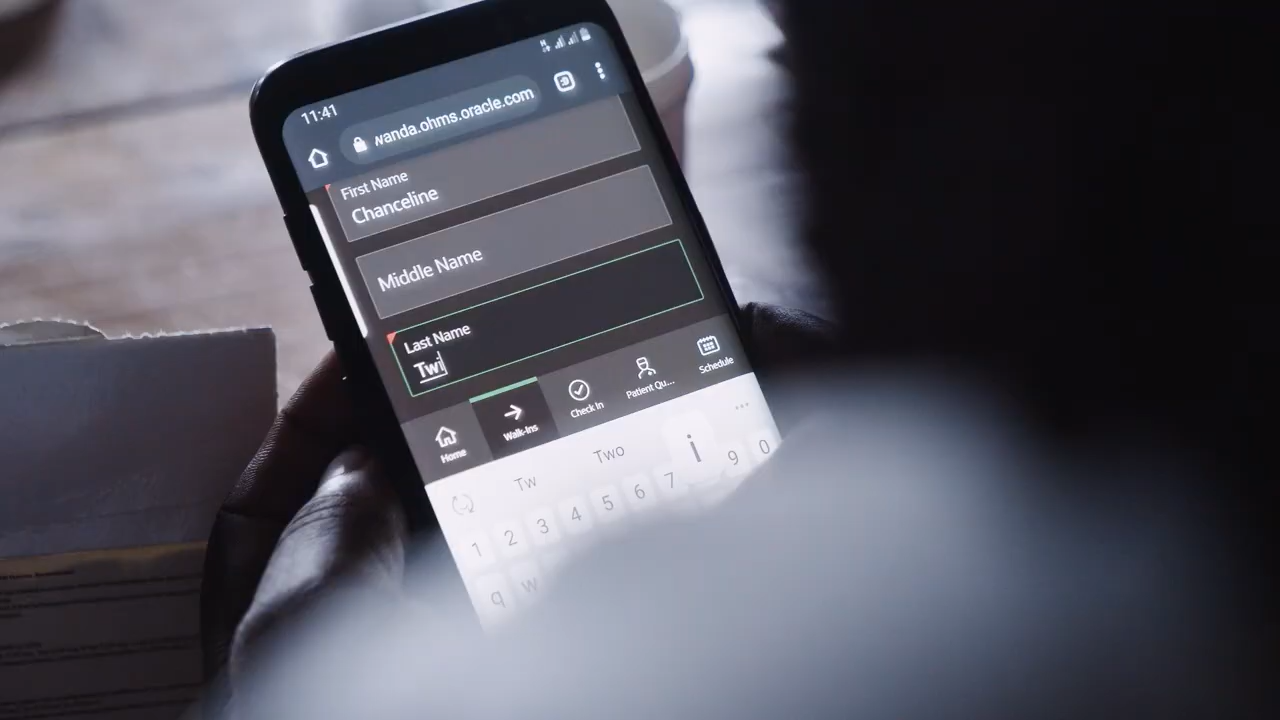 11:41
wanda.ohms.oracle.com
First Name
Chanceline
Middle Name
Last Name
Twi
Home
Walk-Ins
Check In
Patient Qu...
Schedule
Tw
Two
i
1 2 3 4 5 6 7 9 0
q w